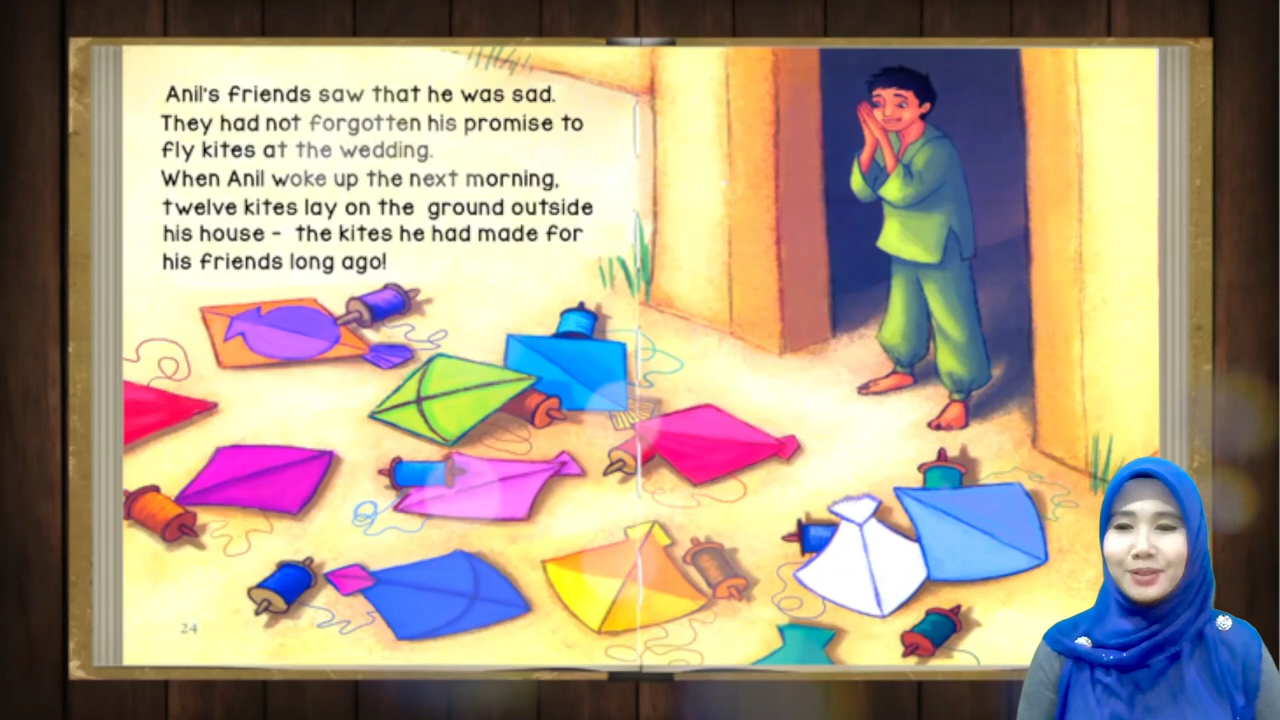 Anil's friends saw that he was sad.
They had not forgotten his promise to
fly kites at the wedding.
When Anil woke up the next morning,
twelve kites lay on the ground outside
his house - the kites he had made for
his friends long ago!
24